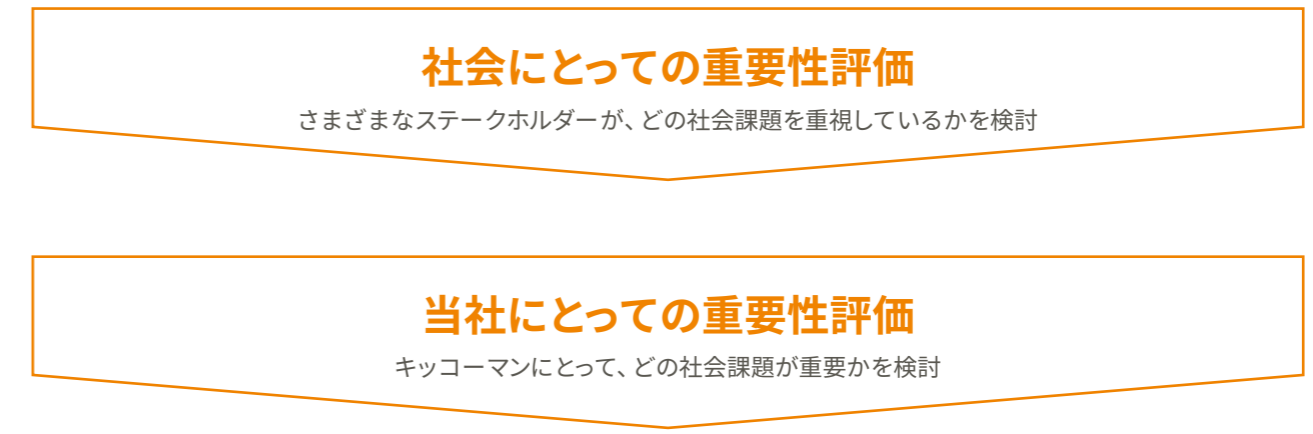 社会にとっての重要性評価
さまざまなステークホルダーが、どの社会課題を重視しているかを検討
当社にとっての重要性評価
キッコーマンにとって、どの社会課題が重要かを検討